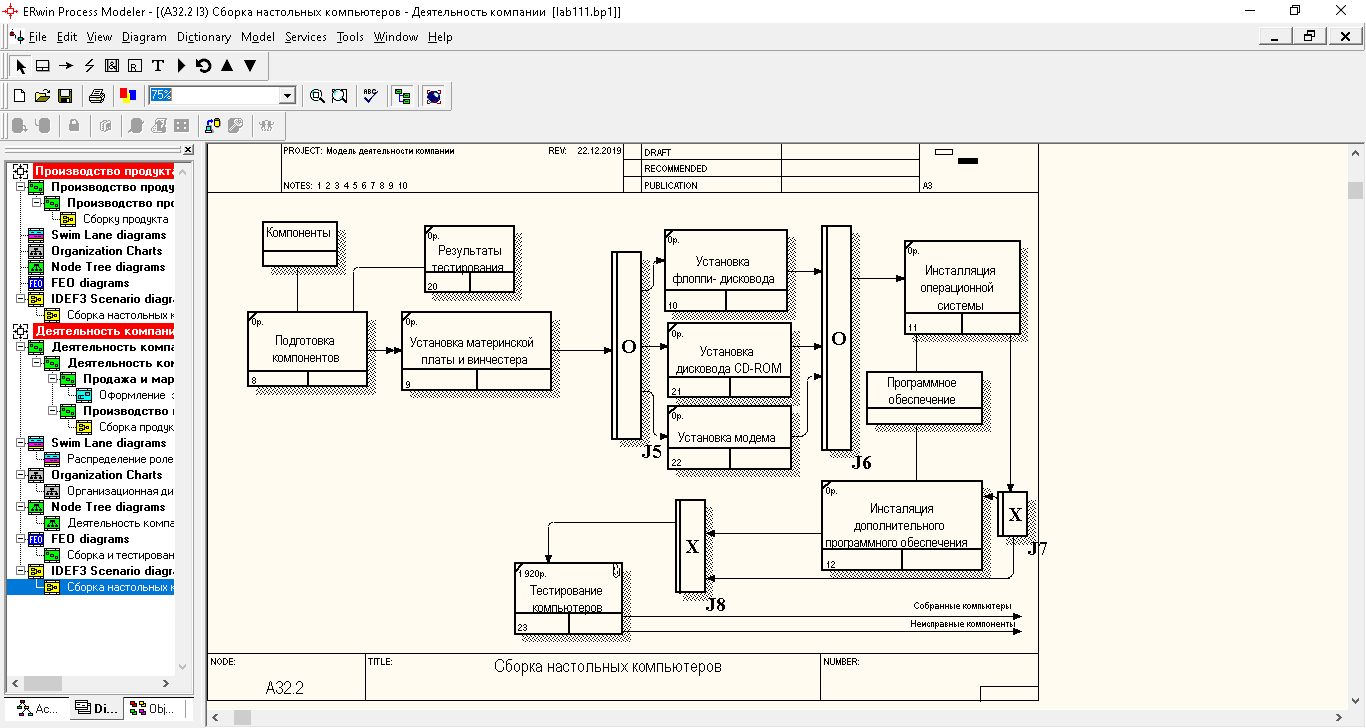 ERwin Process Modeler - [(A32.2 I3) Сборка настольных компьютеров - Деятельность компании [lab111.bp1]]
File Edit View Diagram Dictionary Model Services Tools Window Help
75%
Производство продукта
Производство проду
Производство про
Сборку продукта
Swim Lane diagrams
Organization Charts
Node Tree diagrams
FEO diagrams
IDEF3 Scenario diagra
Сборка настольных к
Деятельность компани
Деятельность компа
Деятельность ком
Продажа и мар
Оформление з
Производство п
Сборка продук
Swim Lane diagrams
Распределение роле
Organization Charts
Организационная ди
Node Tree diagrams
Деятельность компа
FEO diagrams
Сборка и тестирован
IDEF3 Scenario diagra
Сборка настольных к
Ac... Di... Obj...
PROJECT: Модель деятельности компании
REV: 22.12.2019
NOTES: 1 2 3 4 5 6 7 8 9 10
DRAFT
RECOMMENDED
PUBLICATION
A3
Компоненты
0р.
Результаты
тестирования
20
0р.
Подготовка
компонентов
8
0р.
Установка материнской
платы и винчестера
9
O
J5
0р.
Установка
флоппи- дисковода
10
0р.
Установка
дисковода CD-ROM
21
0р.
Установка модема
22
O
J6
0р.
Инсталляция
операционной
системы
11
Программное
обеспечение
X
J7
0р.
Инсталяция
дополнительного
программного обеспечения
12
X
J8
1 920р.
Тестирование
компьютеров
23
Собранные компьютеры
Неисправные компоненты
NODE:
A32.2
TITLE:
Сборка настольных компьютеров
NUMBER: